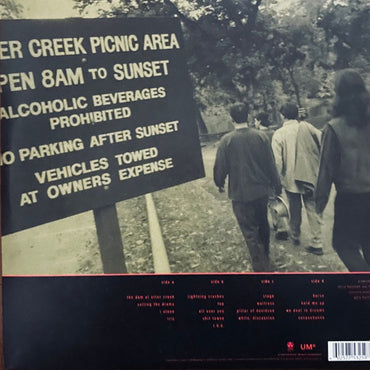 ER CREEK PICNIC AREA
PEN 8AM TO SUNSET
ALCOHOLIC BEVERAGES
PROHIBITED
NO PARKING AFTER SUNSET
VEHICLES TOWED
AT OWNERS EXPENSE
side a side b side c side d
the dam at otter creek lightning crashes stage horse
selling the drama top waitress hold me up
i alone all over you pillar of davidson we deal in dreams
iris shit towne white, discussion susquehanna
t.b.d.
UMe